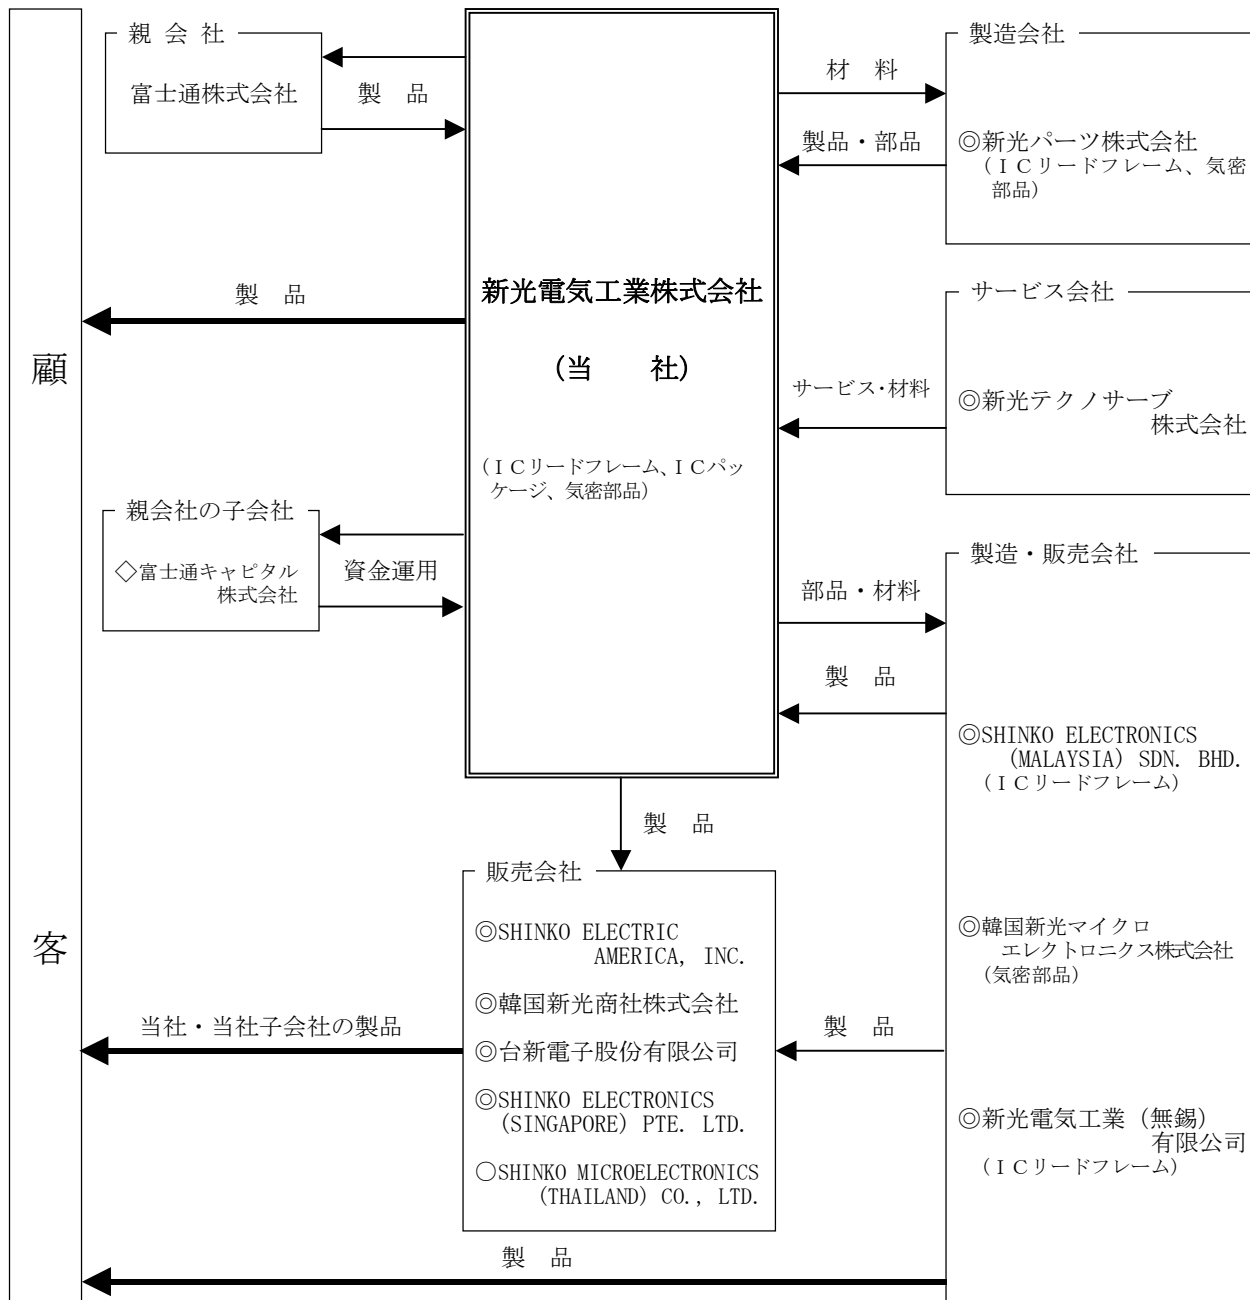 顧
客
親 会 社
富士通株式会社
製 品
製 品
親会社の子会社
◇富士通キャピタル
株式会社
資金運用
新光電気工業株式会社
(当 社)
(ICリードフレーム、ICパッ
ケージ、気密部品)
材 料
製品・部品
製造会社
◎新光パーツ株式会社
(ICリードフレーム、気密
部品)
サービス・材料
サービス会社
◎新光テクノサーブ
株式会社
部品・材料
製 品
製造・販売会社
◎SHINKO ELECTRONICS
(MALAYSIA) SDN. BHD.
(ICリードフレーム)
◎韓国新光マイクロ
エレクトロニクス株式会社
(気密部品)
◎新光電気工業(無錫)
有限公司
(ICリードフレーム)
製 品
販売会社
◎SHINKO ELECTRIC
AMERICA, INC.
◎韓国新光商社株式会社
◎台新電子股份有限公司
◎SHINKO ELECTRONICS
(SINGAPORE) PTE. LTD.
○SHINKO MICROELECTRONICS
(THAILAND) CO., LTD.
当社・当社子会社の製品
製 品
製 品